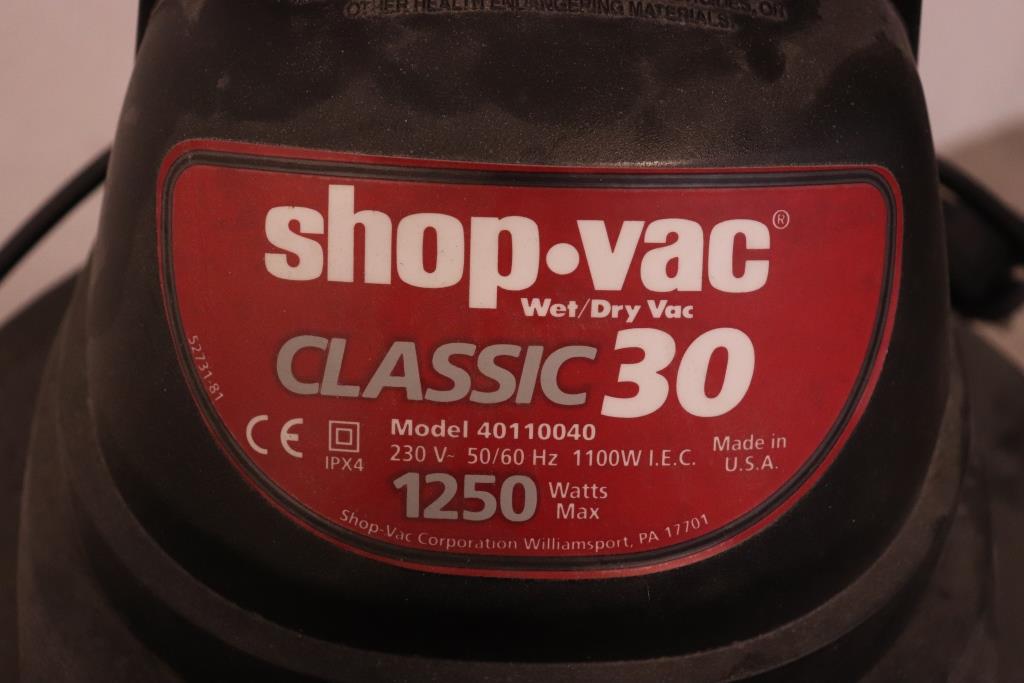 OTHER HEALTH ENDANGERING MATERIALS.
shop·vac®
Wet/Dry Vac
CLASSIC 30
52731-81
CE
IPX4
Model 40110040
230 V~ 50/60 Hz 1100W I.E.C.
Made in
U.S.A.
1250 Watts
Max
Shop-Vac Corporation Williamsport, PA 17701